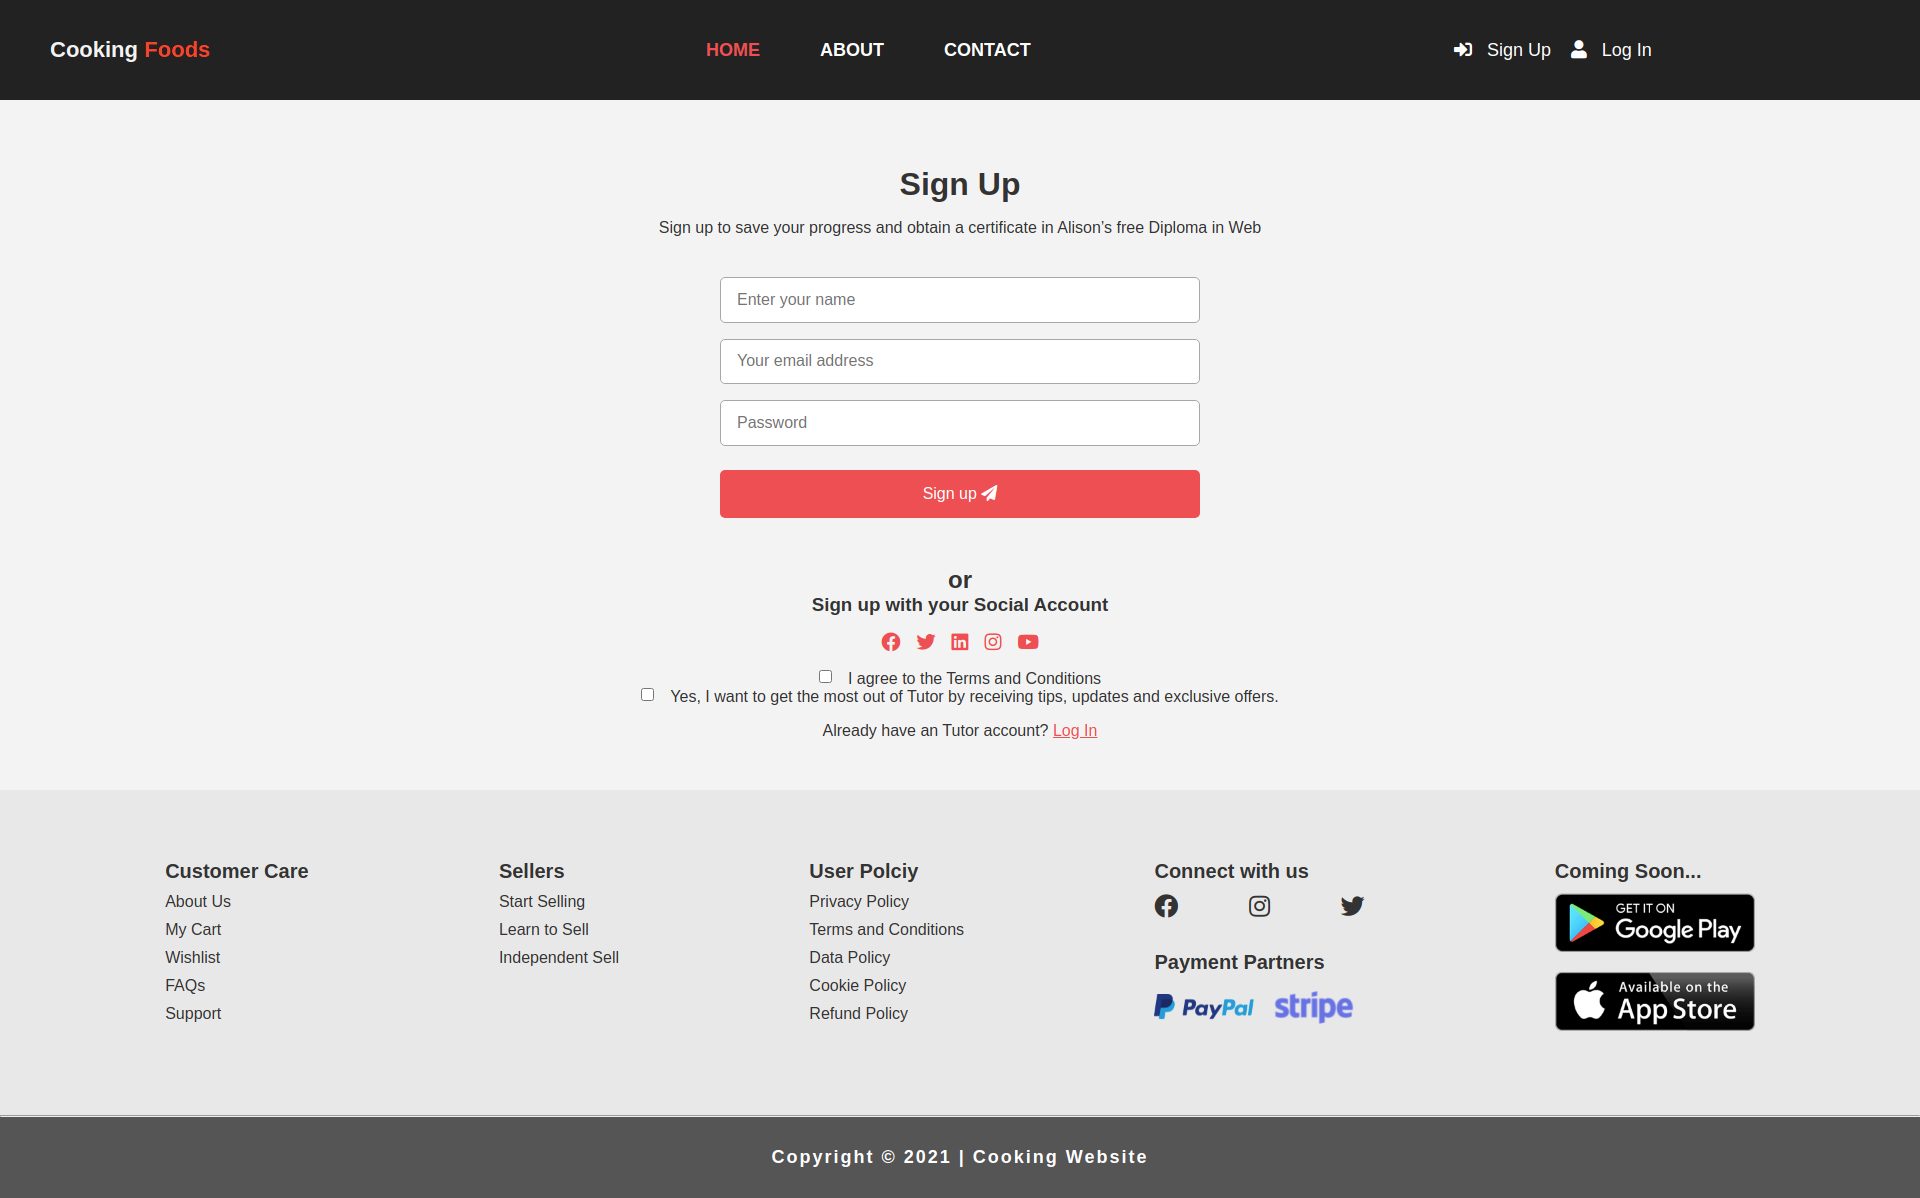 Cooking Foods
HOME
ABOUT
CONTACT
Sign Up
Log In
Sign Up
Sign up to save your progress and obtain a certificate in Alison's free Diploma in Web
Enter your name
Your email address
Password
Sign up
or
Sign up with your Social Account
I agree to the Terms and Conditions
Yes, I want to get the most out of Tutor by receiving tips, updates and exclusive offers.
Already have an Tutor account? Log In
Customer Care
About Us
My Cart
Wishlist
FAQs
Support
Sellers
Start Selling
Learn to Sell
Independent Sell
User Polciy
Privacy Policy
Terms and Conditions
Data Policy
Cookie Policy
Refund Policy
Connect with us
Payment Partners
PayPal
stripe
Coming Soon...
GET IT ON
Google Play
Available on the
App Store
Copyright © 2021 | Cooking Website